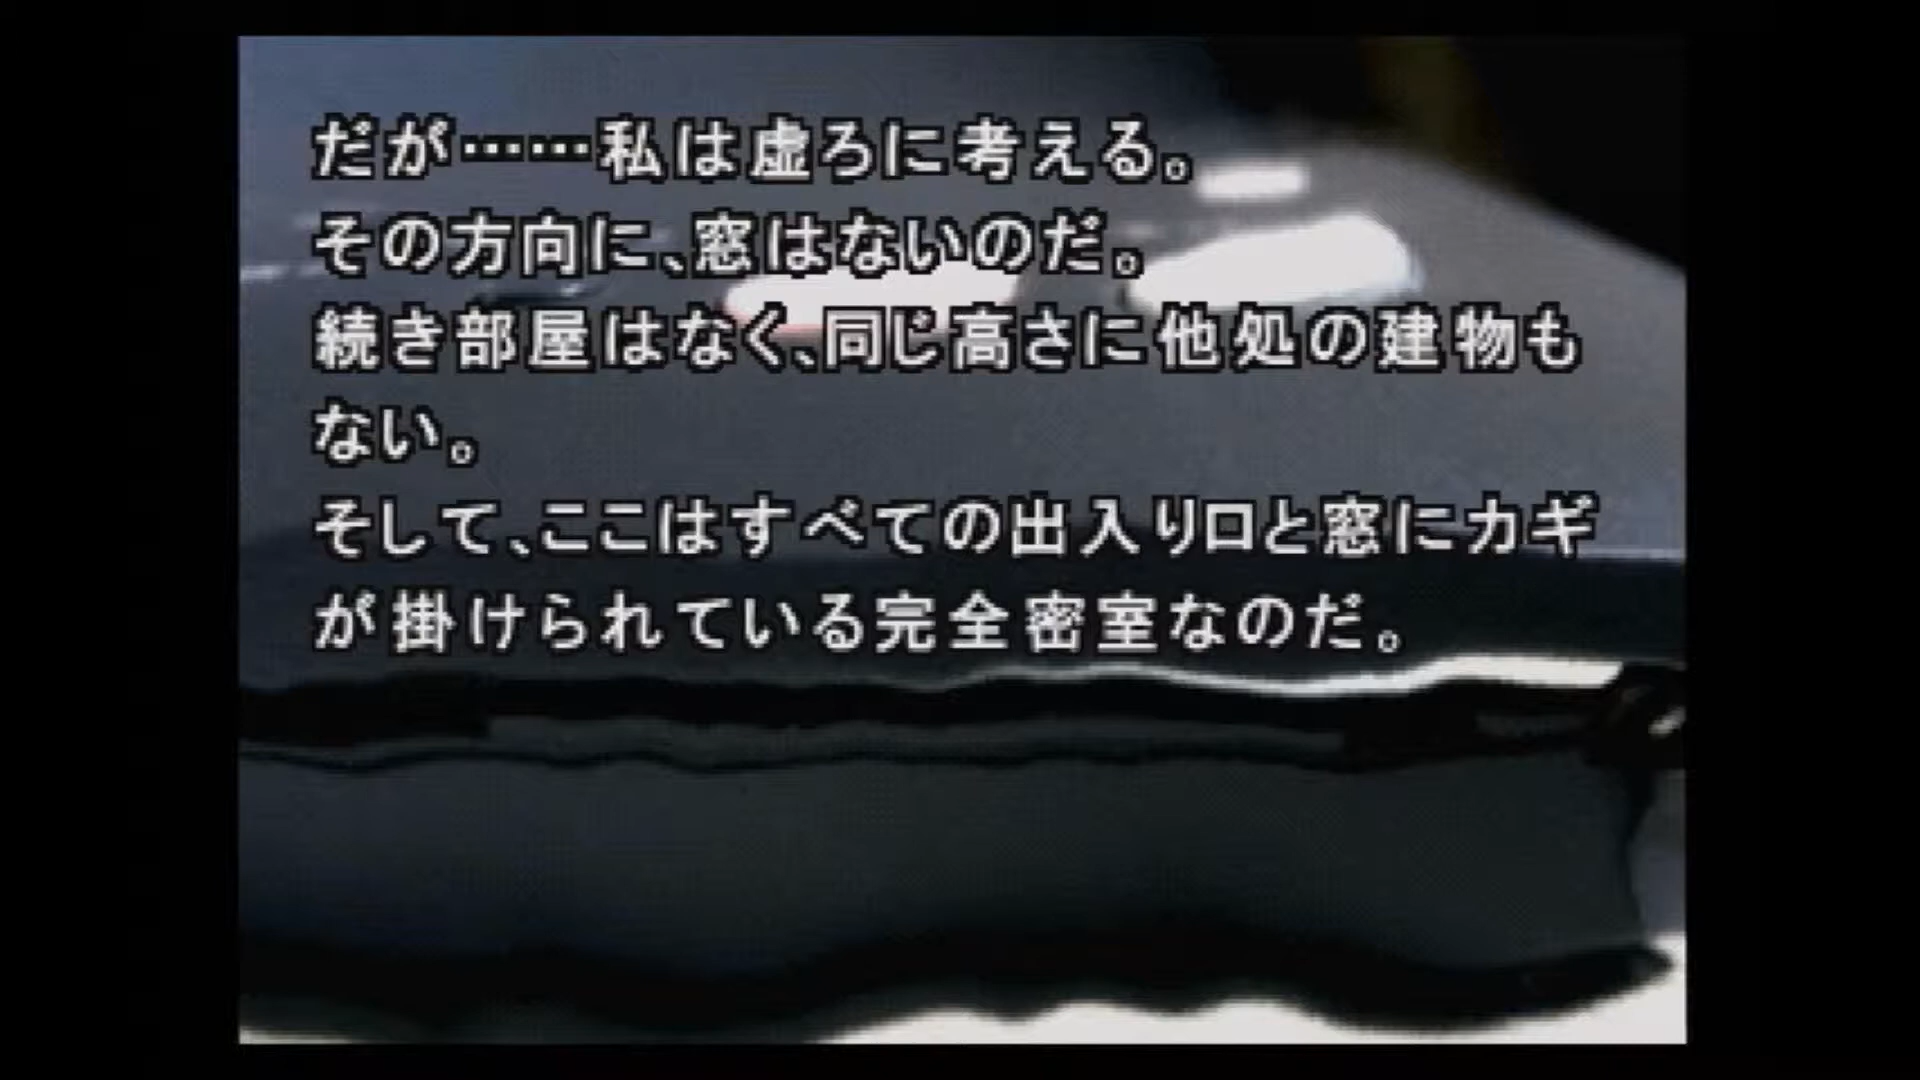 だが……私は虚ろに考える。
その方向に、窓はないのだ。
続き部屋はなく、同じ高さに他処の建物も
ない。
そして、ここはすべての出入り口と窓にカギ
が掛けられている完全密室なのだ。